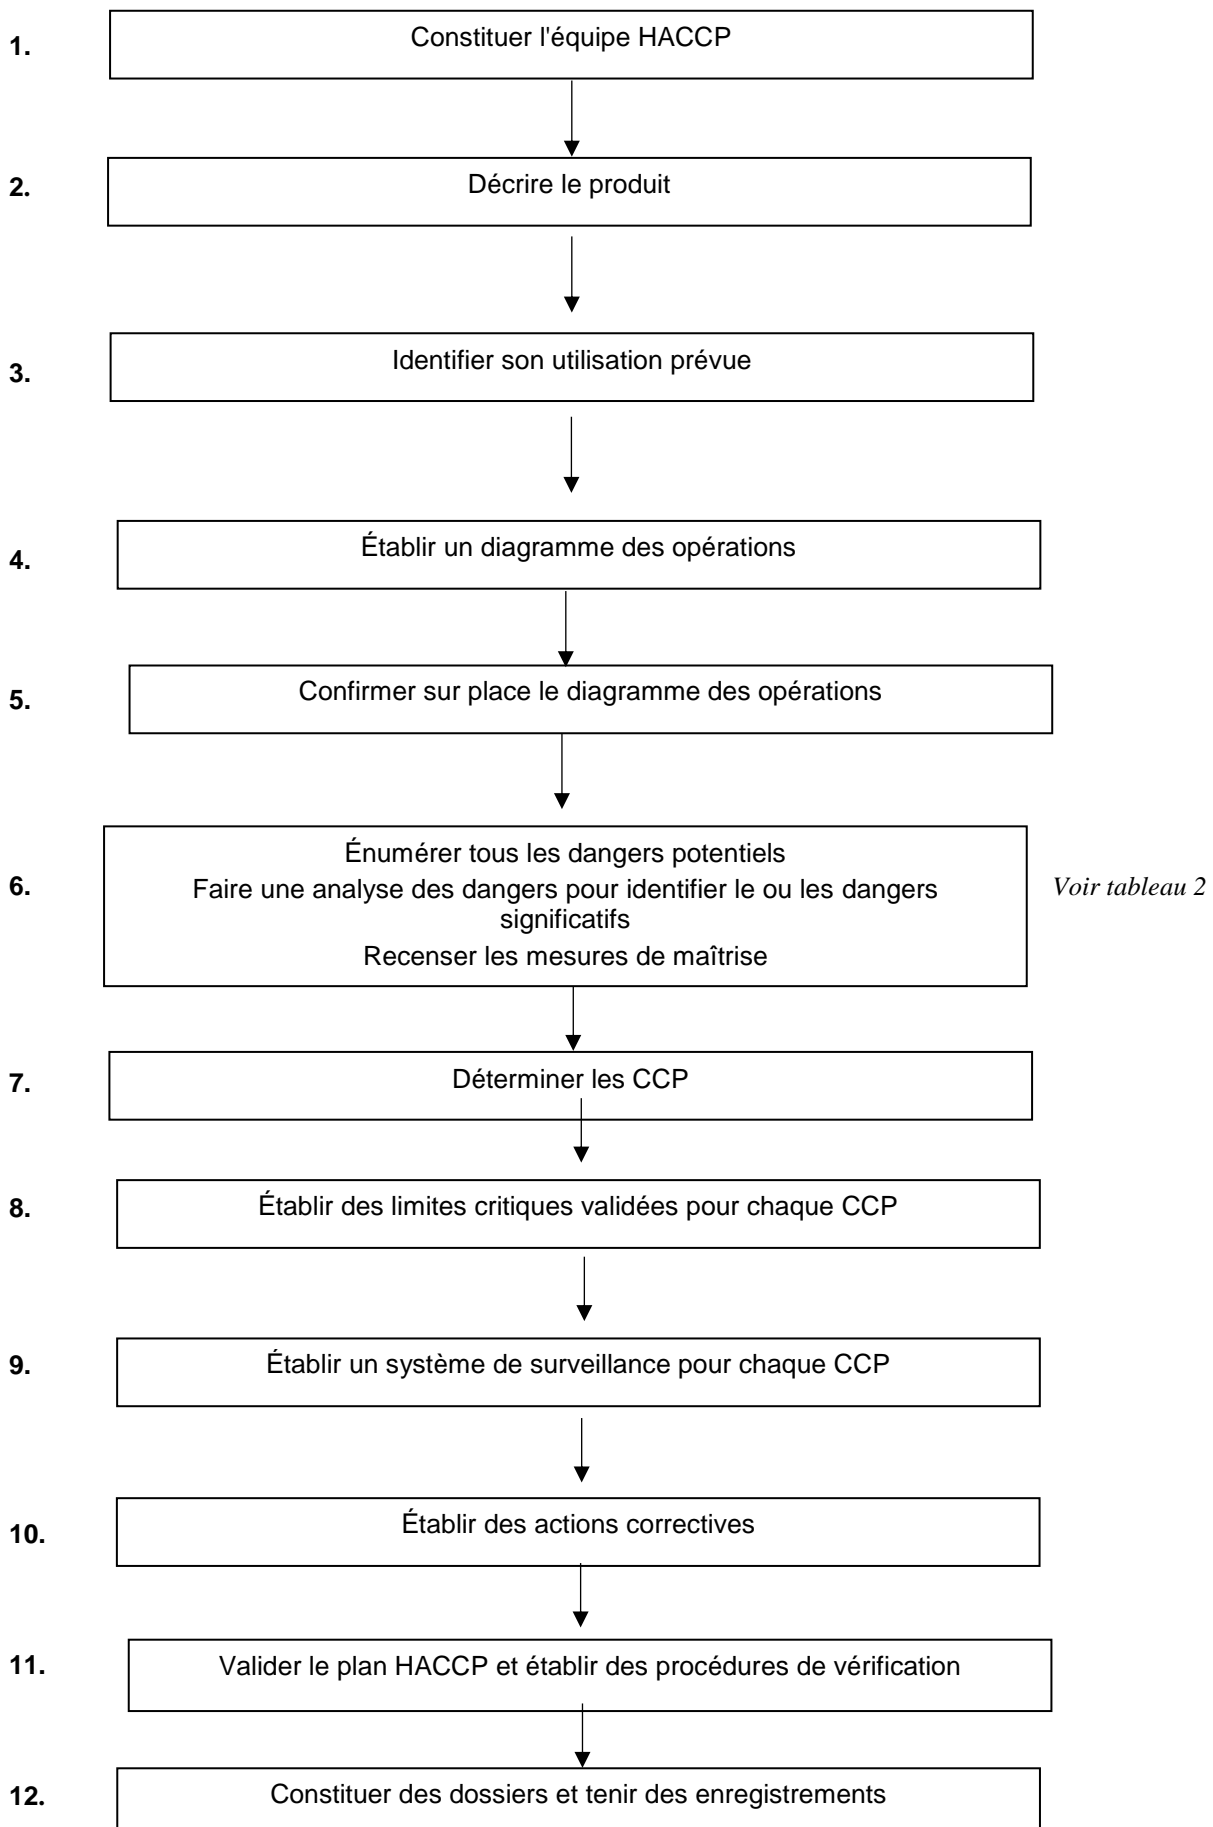 1. Constituer l'équipe HACCP
2. Décrire le produit
3. Identifier son utilisation prévue
4. Établir un diagramme des opérations
5. Confirmer sur place le diagramme des opérations
Énumérer tous les dangers potentiels
6. Faire une analyse des dangers pour identifier le ou les dangers Voir tableau 2
significatifs
Recenser les mesures de maîtrise
7. Déterminer les CCP
8. Établir des limites critiques validées pour chaque CCP
9. Établir un système de surveillance pour chaque CCP
10. Établir des actions correctives
11. Valider le plan HACCP et établir des procédures de vérification
12. Constituer des dossiers et tenir des enregistrements